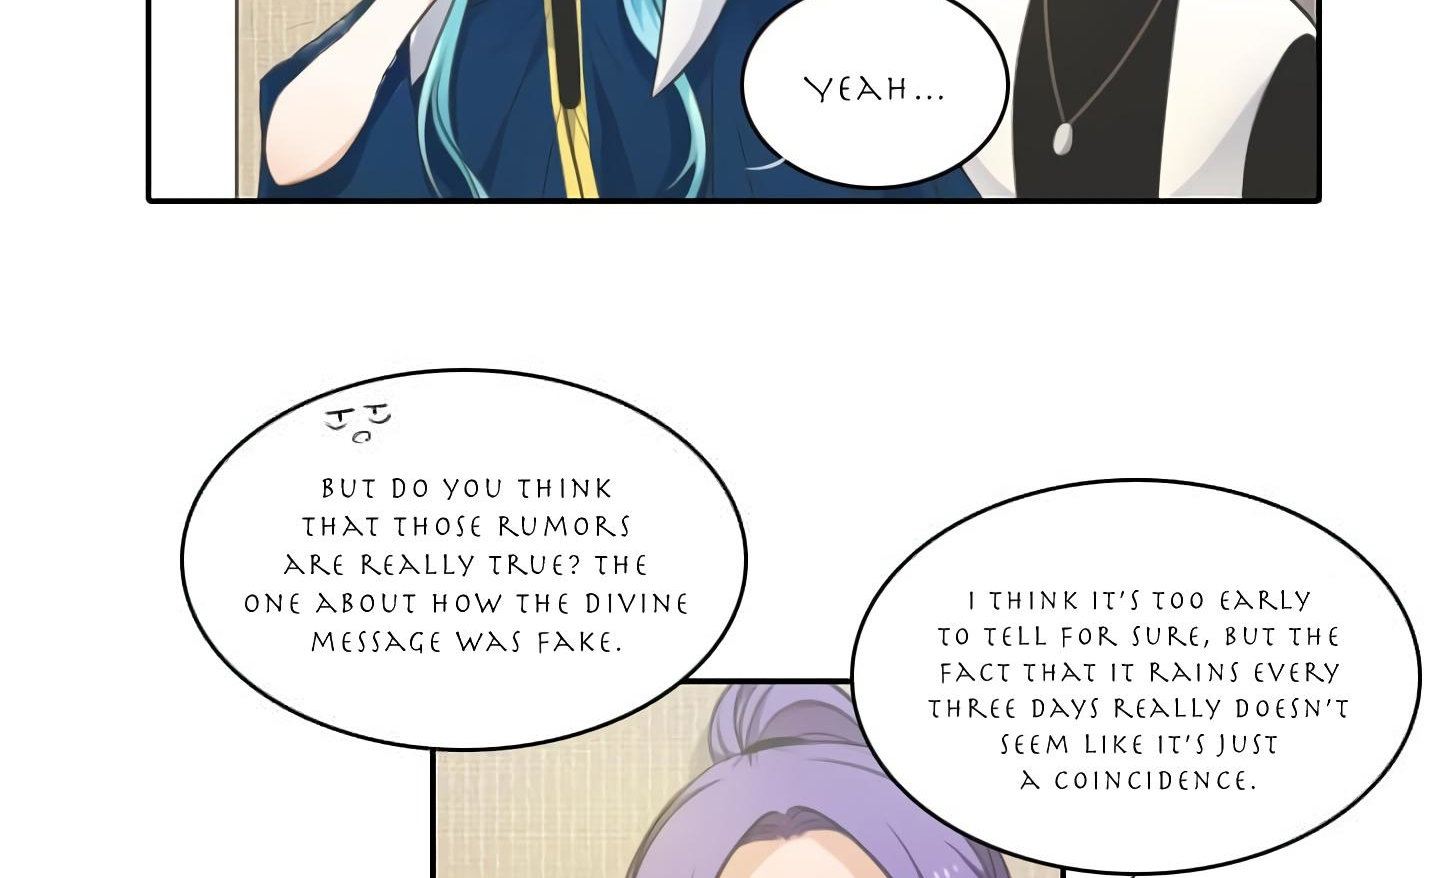 YEAH...
BUT DO YOU THINK
THAT THOSE RUMORS
ARE REALLY TRUE? THE
ONE ABOUT HOW THE DIVINE
MESSAGE WAS FAKE.
I THINK IT'S TOO EARLY
TO TELL FOR SURE, BUT THE
FACT THAT IT RAINS EVERY
THREE DAYS REALLY DOESN'T
SEEM LIKE IT'S JUST
A COINCIDENCE.